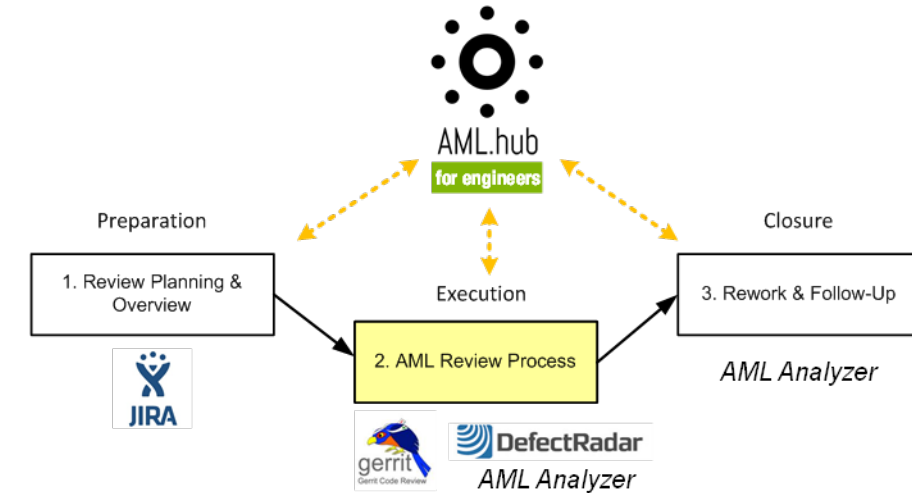 AML.hub
for engineers
Preparation
Closure
1. Review Planning &
Overview
Execution
3. Rework & Follow-Up
2. AML Review Process
AML Analyzer
JIRA
gerrit
Gerrit Code Review
DefectRadar
AML Analyzer